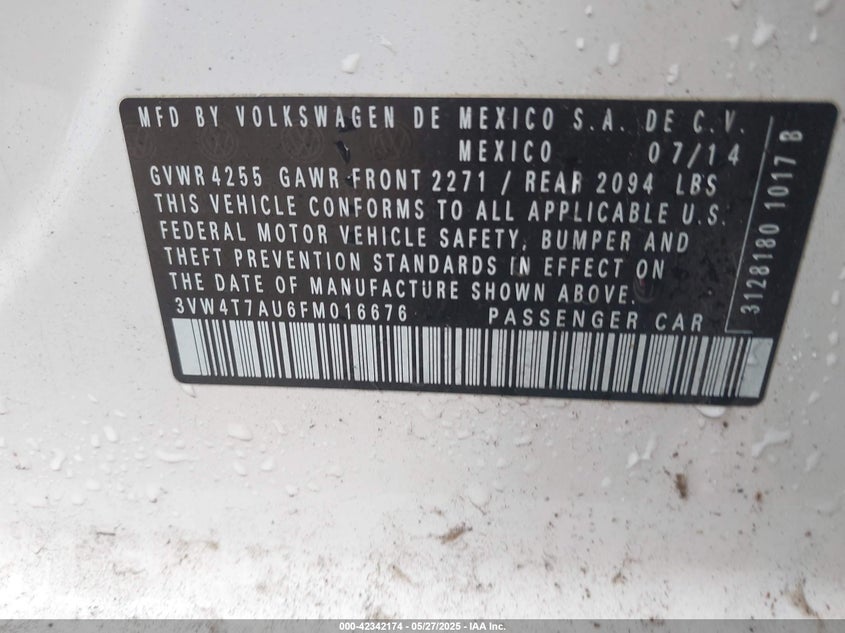 MFD BY VOLKSWAGEN DE MEXICO S.A. DE C.V.
MEXICO 07/14
GVWR 4255 GAWR FRONT 2271 / REAR 2094 LBS
THIS VEHICLE CONFORMS TO ALL APPLICABLE U.S.
FEDERAL MOTOR VEHICLE SAFETY, BUMPER AND
THEFT PREVENTION STANDARDS IN EFFECT ON
THE DATE OF MANUFACTURE SHOWN ABOVE.
3VW4T7AU6FM016676 PASSENGER CAR
3128180 1017 B
000-42342174 — 05/27/2025 — IAA Inc.